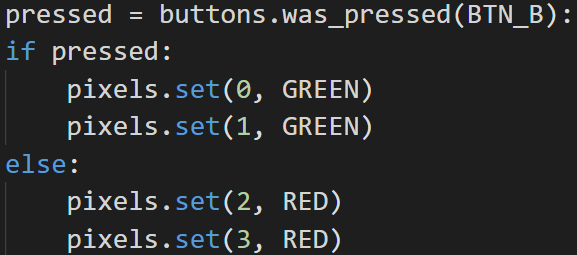 pressed = buttons.was_pressed(BTN_B):
if pressed:
    pixels.set(0, GREEN)
    pixels.set(1, GREEN)
else:
    pixels.set(2, RED)
    pixels.set(3, RED)